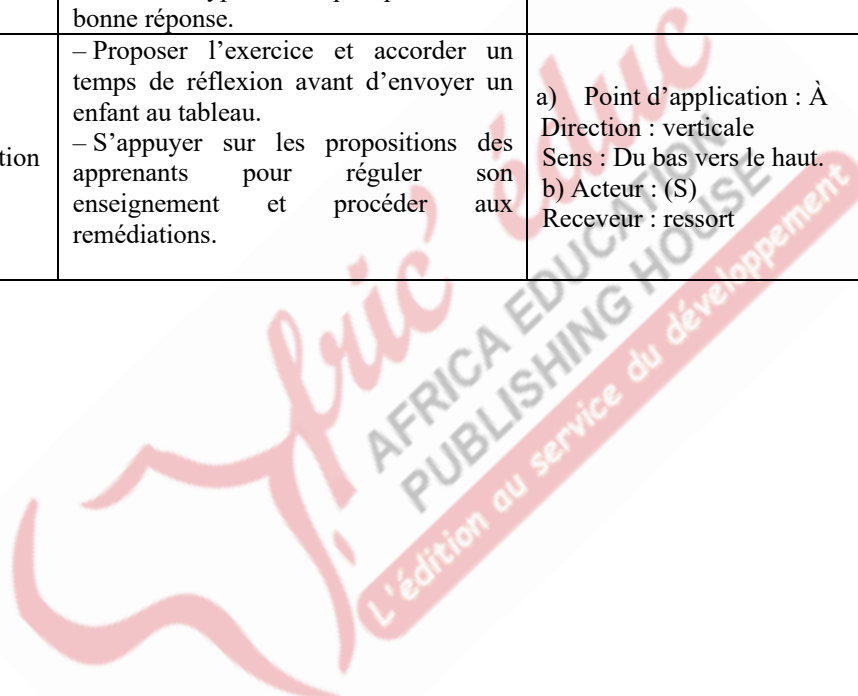 bonne réponse.
– Proposer l’exercice et accorder un
temps de réflexion avant d’envoyer un
enfant au tableau.
– S’appuyer sur les propositions des
apprenants pour réguler son
enseignement et procéder aux
remédiations.
tion
a) Point d’application : À
Direction : verticale
Sens : Du bas vers le haut.
b) Acteur : (S)
Receveur : ressort
fric’ éduc
AFRICA EDUCATION
PUBLISHING HOUSE
L'édition au service du développement